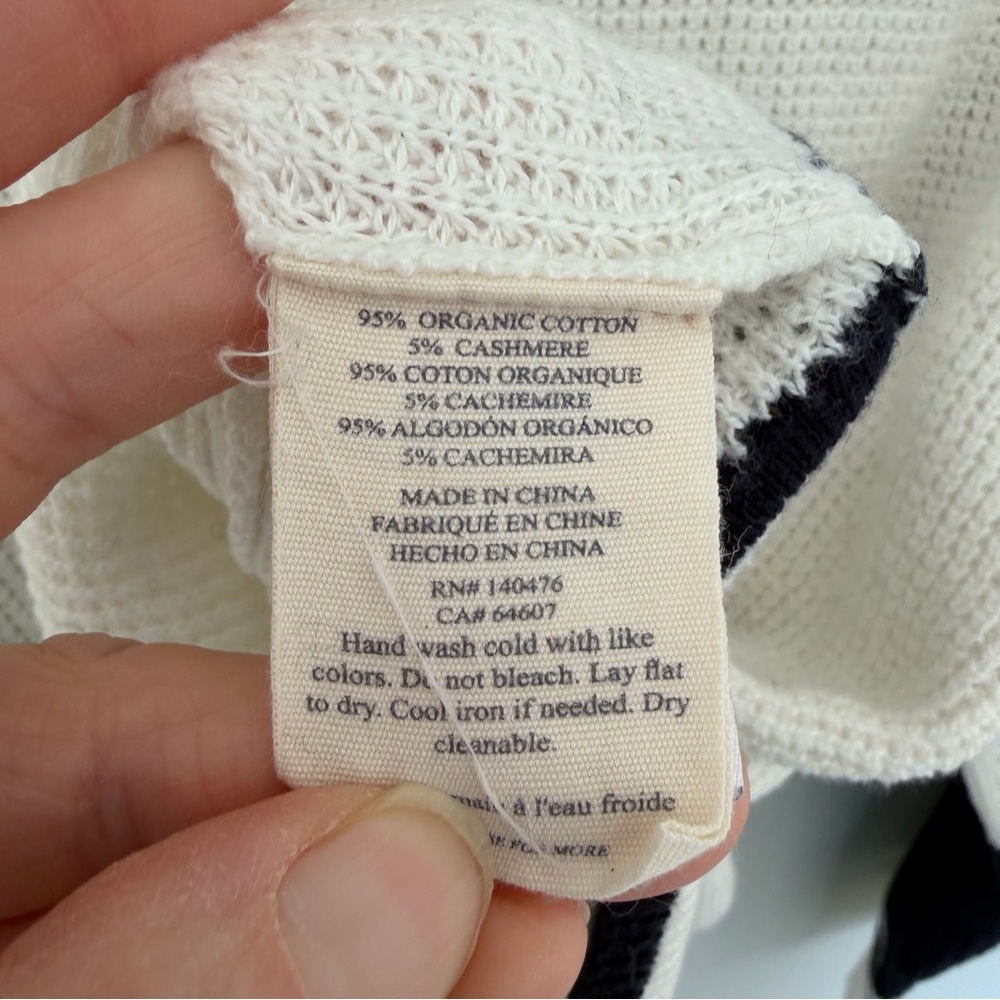 95% ORGANIC COTTON
5% CASHMERE
95% COTON ORGANIQUE
5% CACHEMIRE
95% ALGODÓN ORGÁNICO
5% CACHEMIRA
MADE IN CHINA
FABRIQUÉ EN CHINE
HECHO EN CHINA
RN# 140476
CA# 64607
Hand wash cold with like
colors. Do not bleach. Lay flat
to dry. Cool iron if needed. Dry
cleanable.
à l'eau froide
FOR MORE